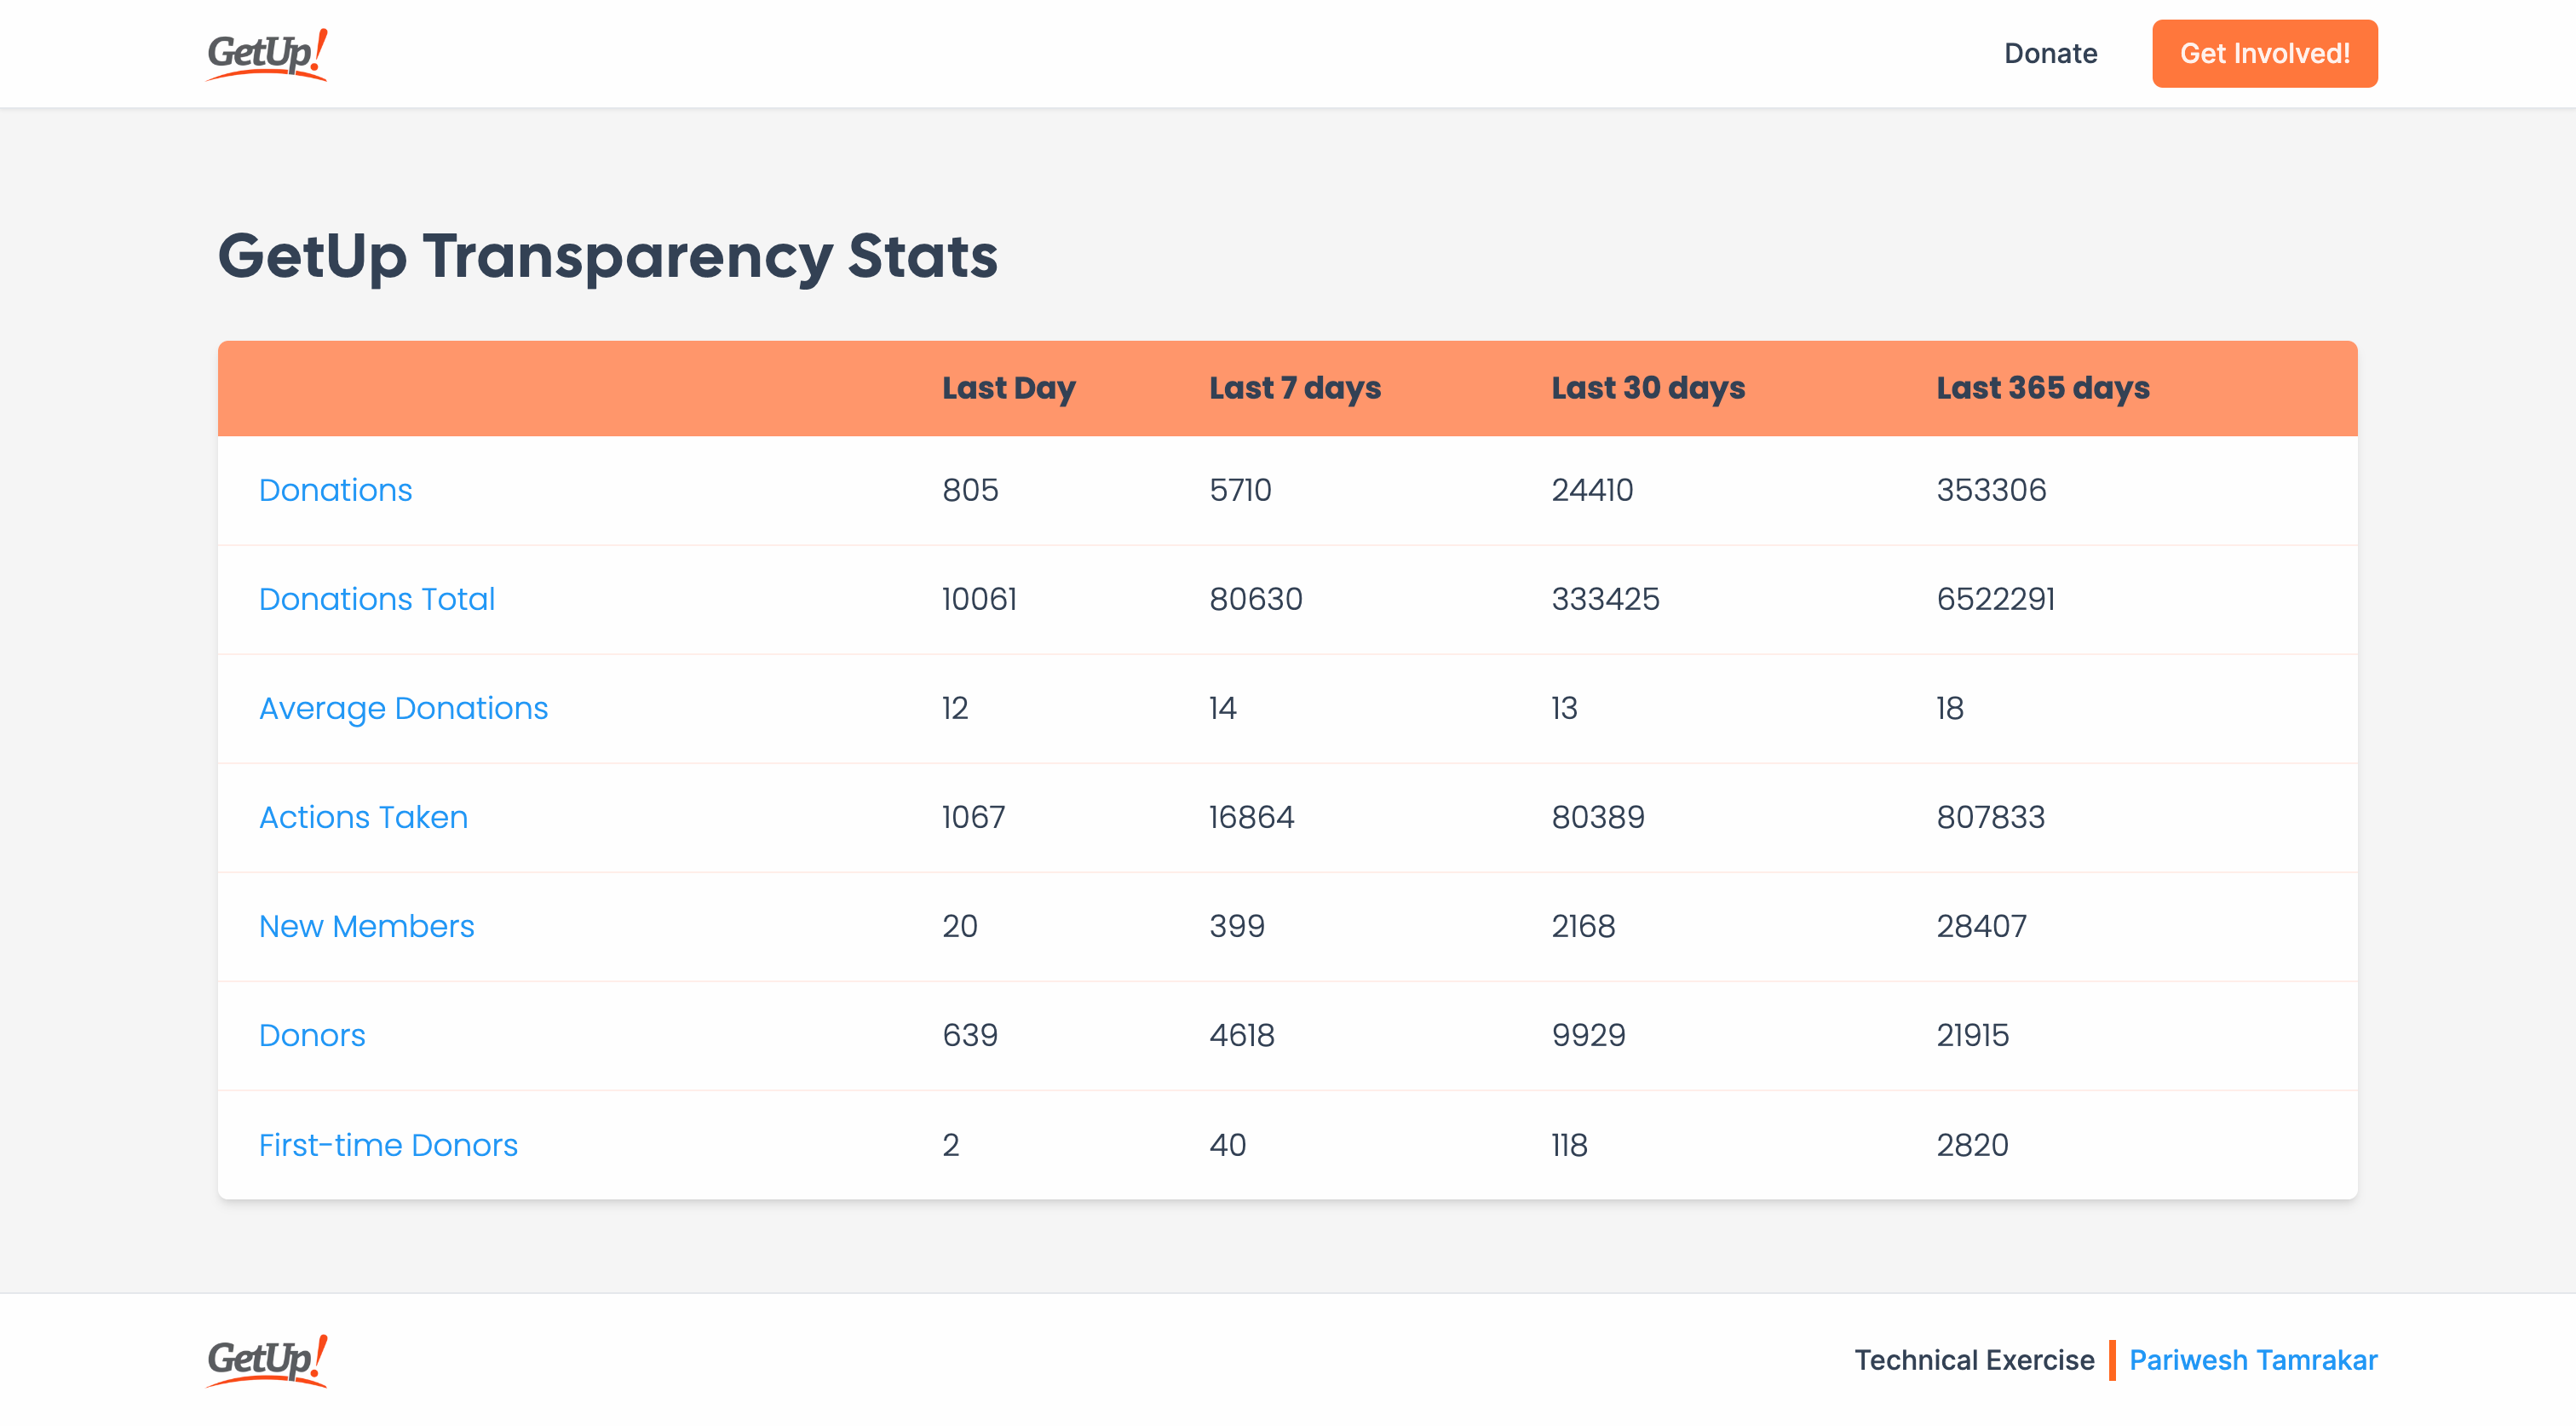 GetUp! Donate Get Involved!
GetUp Transparency Stats
Last Day Last 7 days Last 30 days Last 365 days
Donations 805 5710 24410 353306
Donations Total 10061 80630 333425 6522291
Average Donations 12 14 13 18
Actions Taken 1067 16864 80389 807833
New Members 20 399 2168 28407
Donors 639 4618 9929 21915
First-time Donors 2 40 118 2820
GetUp! Technical Exercise Pariwesh Tamrakar